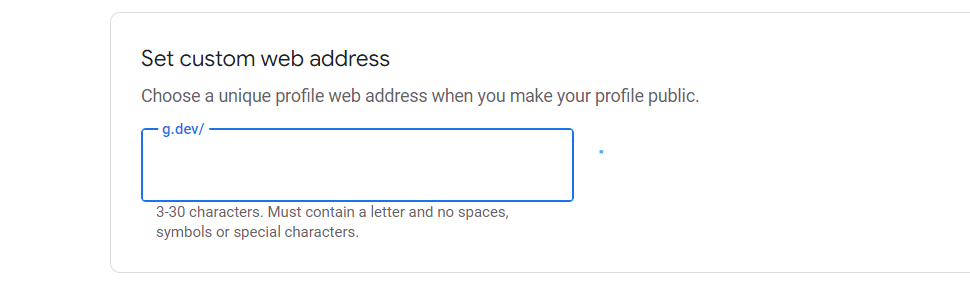 Set custom web address
Choose a unique profile web address when you make your profile public.
g.dev/
3-30 characters. Must contain a letter and no spaces,
symbols or special characters.